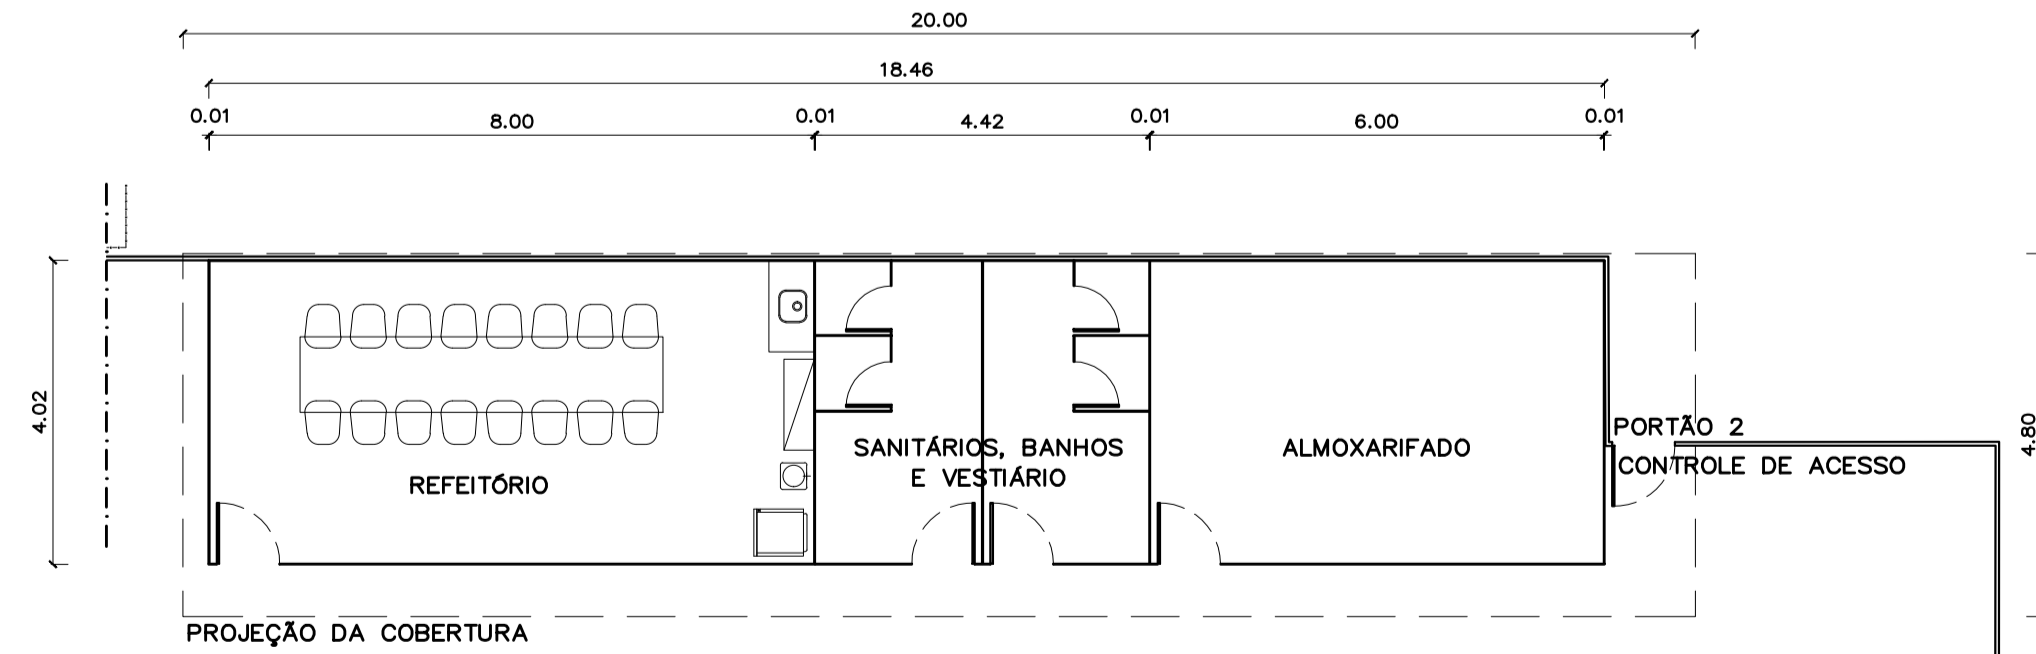 20.00
18.46
0.01 8.00 0.01 4.42 0.01 6.00 0.01
4.02
4.80
PORTÃO 2
CONTROLE DE ACESSO
SANITÁRIOS, BANHOS
E VESTIÁRIO
ALMOXARIFADO
REFEITÓRIO
PROJEÇÃO DA COBERTURA